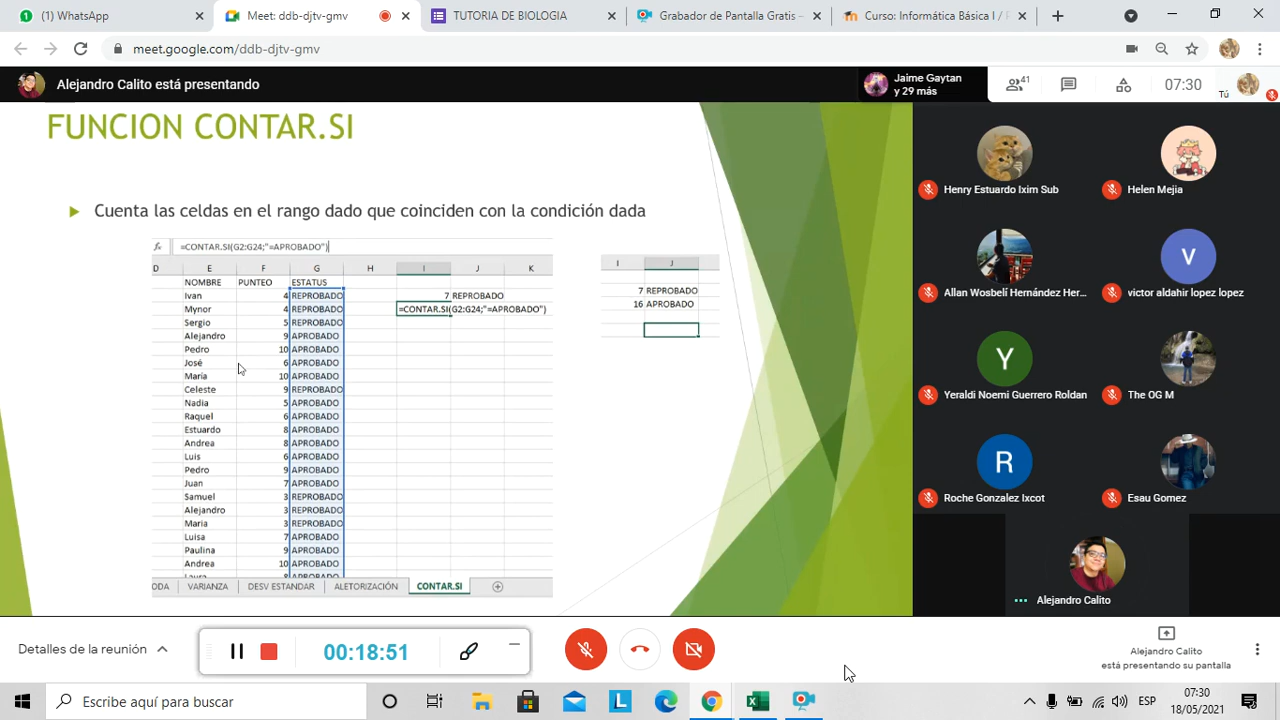 (1) WhatsApp
Meet: ddb-djtv-gmv
TUTORIA DE BIOLOGIA
Grabador de Pantalla Gratis –
Curso: Informática Básica I / P
meet.google.com/ddb-djtv-gmv
Alejandro Calito está presentando
Jaime Gaytan
y 29 más
41
07:30
Tú
FUNCION CONTAR.SI
Cuenta las celdas en el rango dado que coinciden con la condición dada
fx =CONTAR.SI(G2:G24;"=APROBADO")
D E F G H I J K
NOMBRE PUNTEO ESTATUS
Ivan 4 REPROBADO 7 REPROBADO
Mynor 4 REPROBADO =CONTAR.SI(G2:G24;"=APROBADO")
Sergio 5 REPROBADO
Alejandro 9 APROBADO
Pedro 10 APROBADO
José 6 APROBADO
María 10 APROBADO
Celeste 9 REPROBADO
Nadia 5 APROBADO
Raquel 6 APROBADO
Estuardo 8 APROBADO
Andrea 8 APROBADO
Luis 6 APROBADO
Pedro 9 APROBADO
Juan 7 APROBADO
Samuel 3 REPROBADO
Alejandro 3 REPROBADO
Maria 3 REPROBADO
Luisa 7 APROBADO
Paulina 9 APROBADO
Andrea 10 APROBADO
Laura 8 APROBADO
ODA VARIANZA DESV ESTANDAR ALETORIZACIÓN CONTAR.SI
I J
7 REPROBADO
16 APROBADO
Henry Estuardo Ixim Sub
Helen Mejia
Allan Wosbelí Hernández Her...
V
victor aldahir lopez lopez
Y
Yeraldi Noemi Guerrero Roldan
The OG M
R
Roche Gonzalez Ixcot
Esau Gomez
Alejandro Calito
Detalles de la reunión
00:18:51
Alejandro Calito
está presentando su pantalla
Escribe aquí para buscar
L
ESP
07:30
18/05/2021